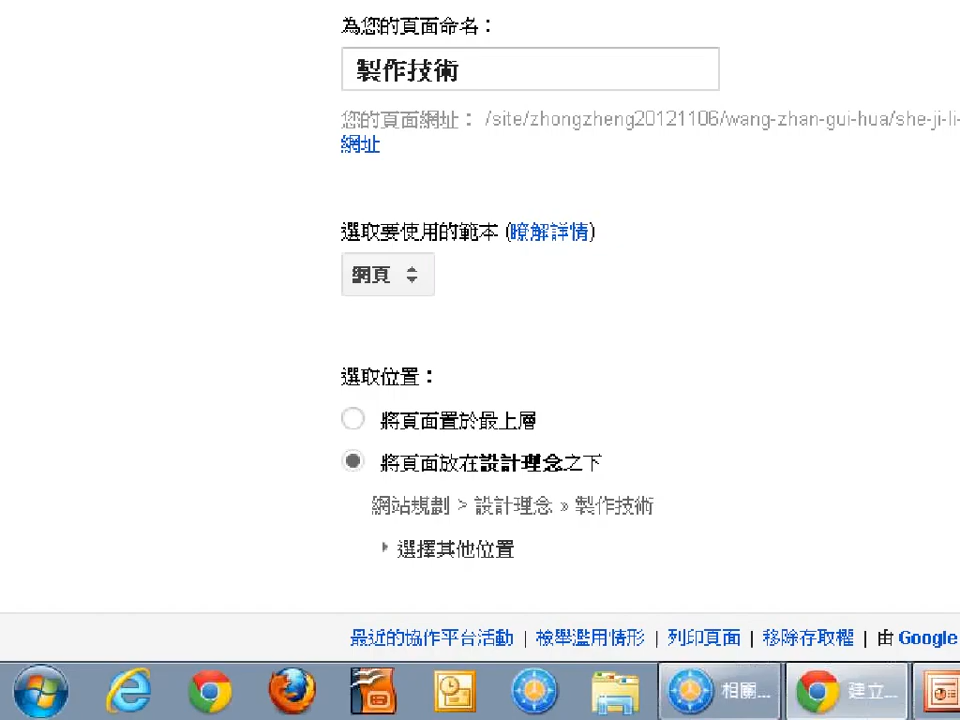 為您的頁面命名：
製作技術
您的頁面網址： /site/zhongzheng20121106/wang-zhan-gui-hua/she-ji-li-
網址
選取要使用的範本 (瞭解詳情)
網頁
選取位置：
將頁面置於最上層
將頁面放在設計理念之下
網站規劃 > 設計理念 » 製作技術
選擇其他位置
最近的協作平台活動 | 檢舉濫用情形 | 列印頁面 | 移除存取權 | 由 Google
相關... 建立...